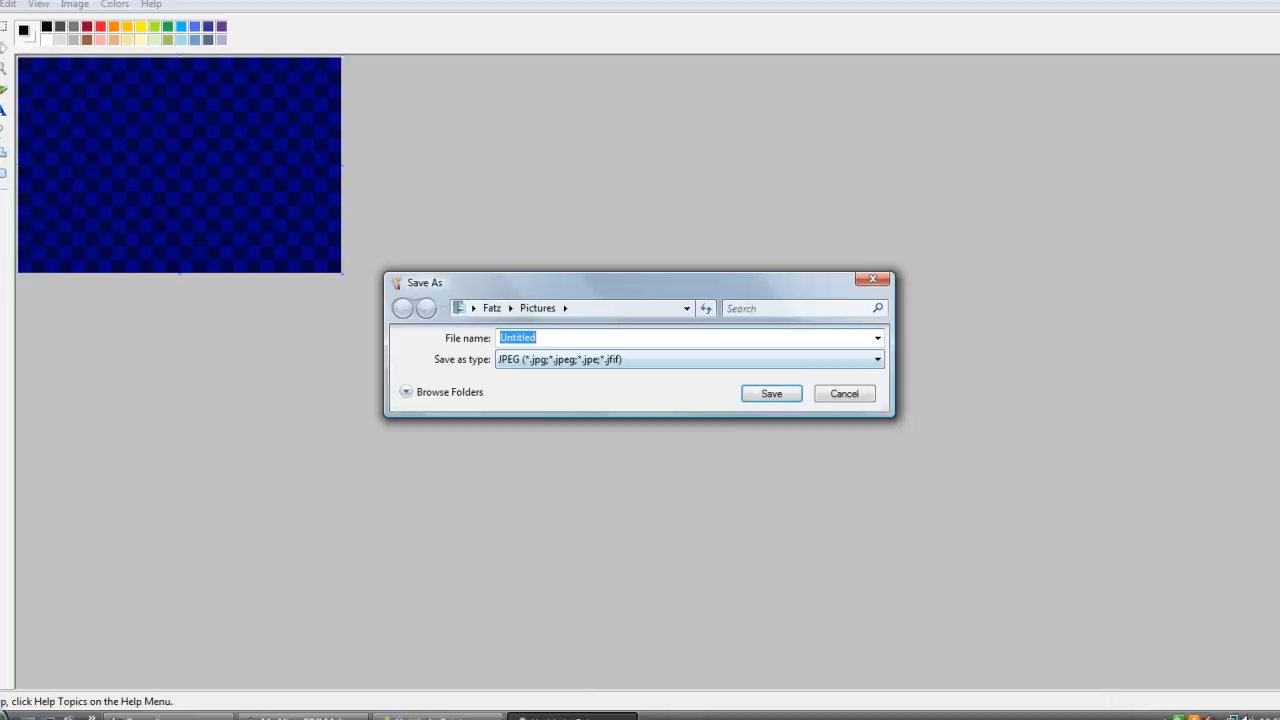 Edit View Image Colors Help
Save As
Fatz Pictures Search
File name: Untitled
Save as type: JPEG (*.jpg;*.jpeg;*.jpe;*.jfif)
Browse Folders Save Cancel
p, click Help Topics on the Help Menu.